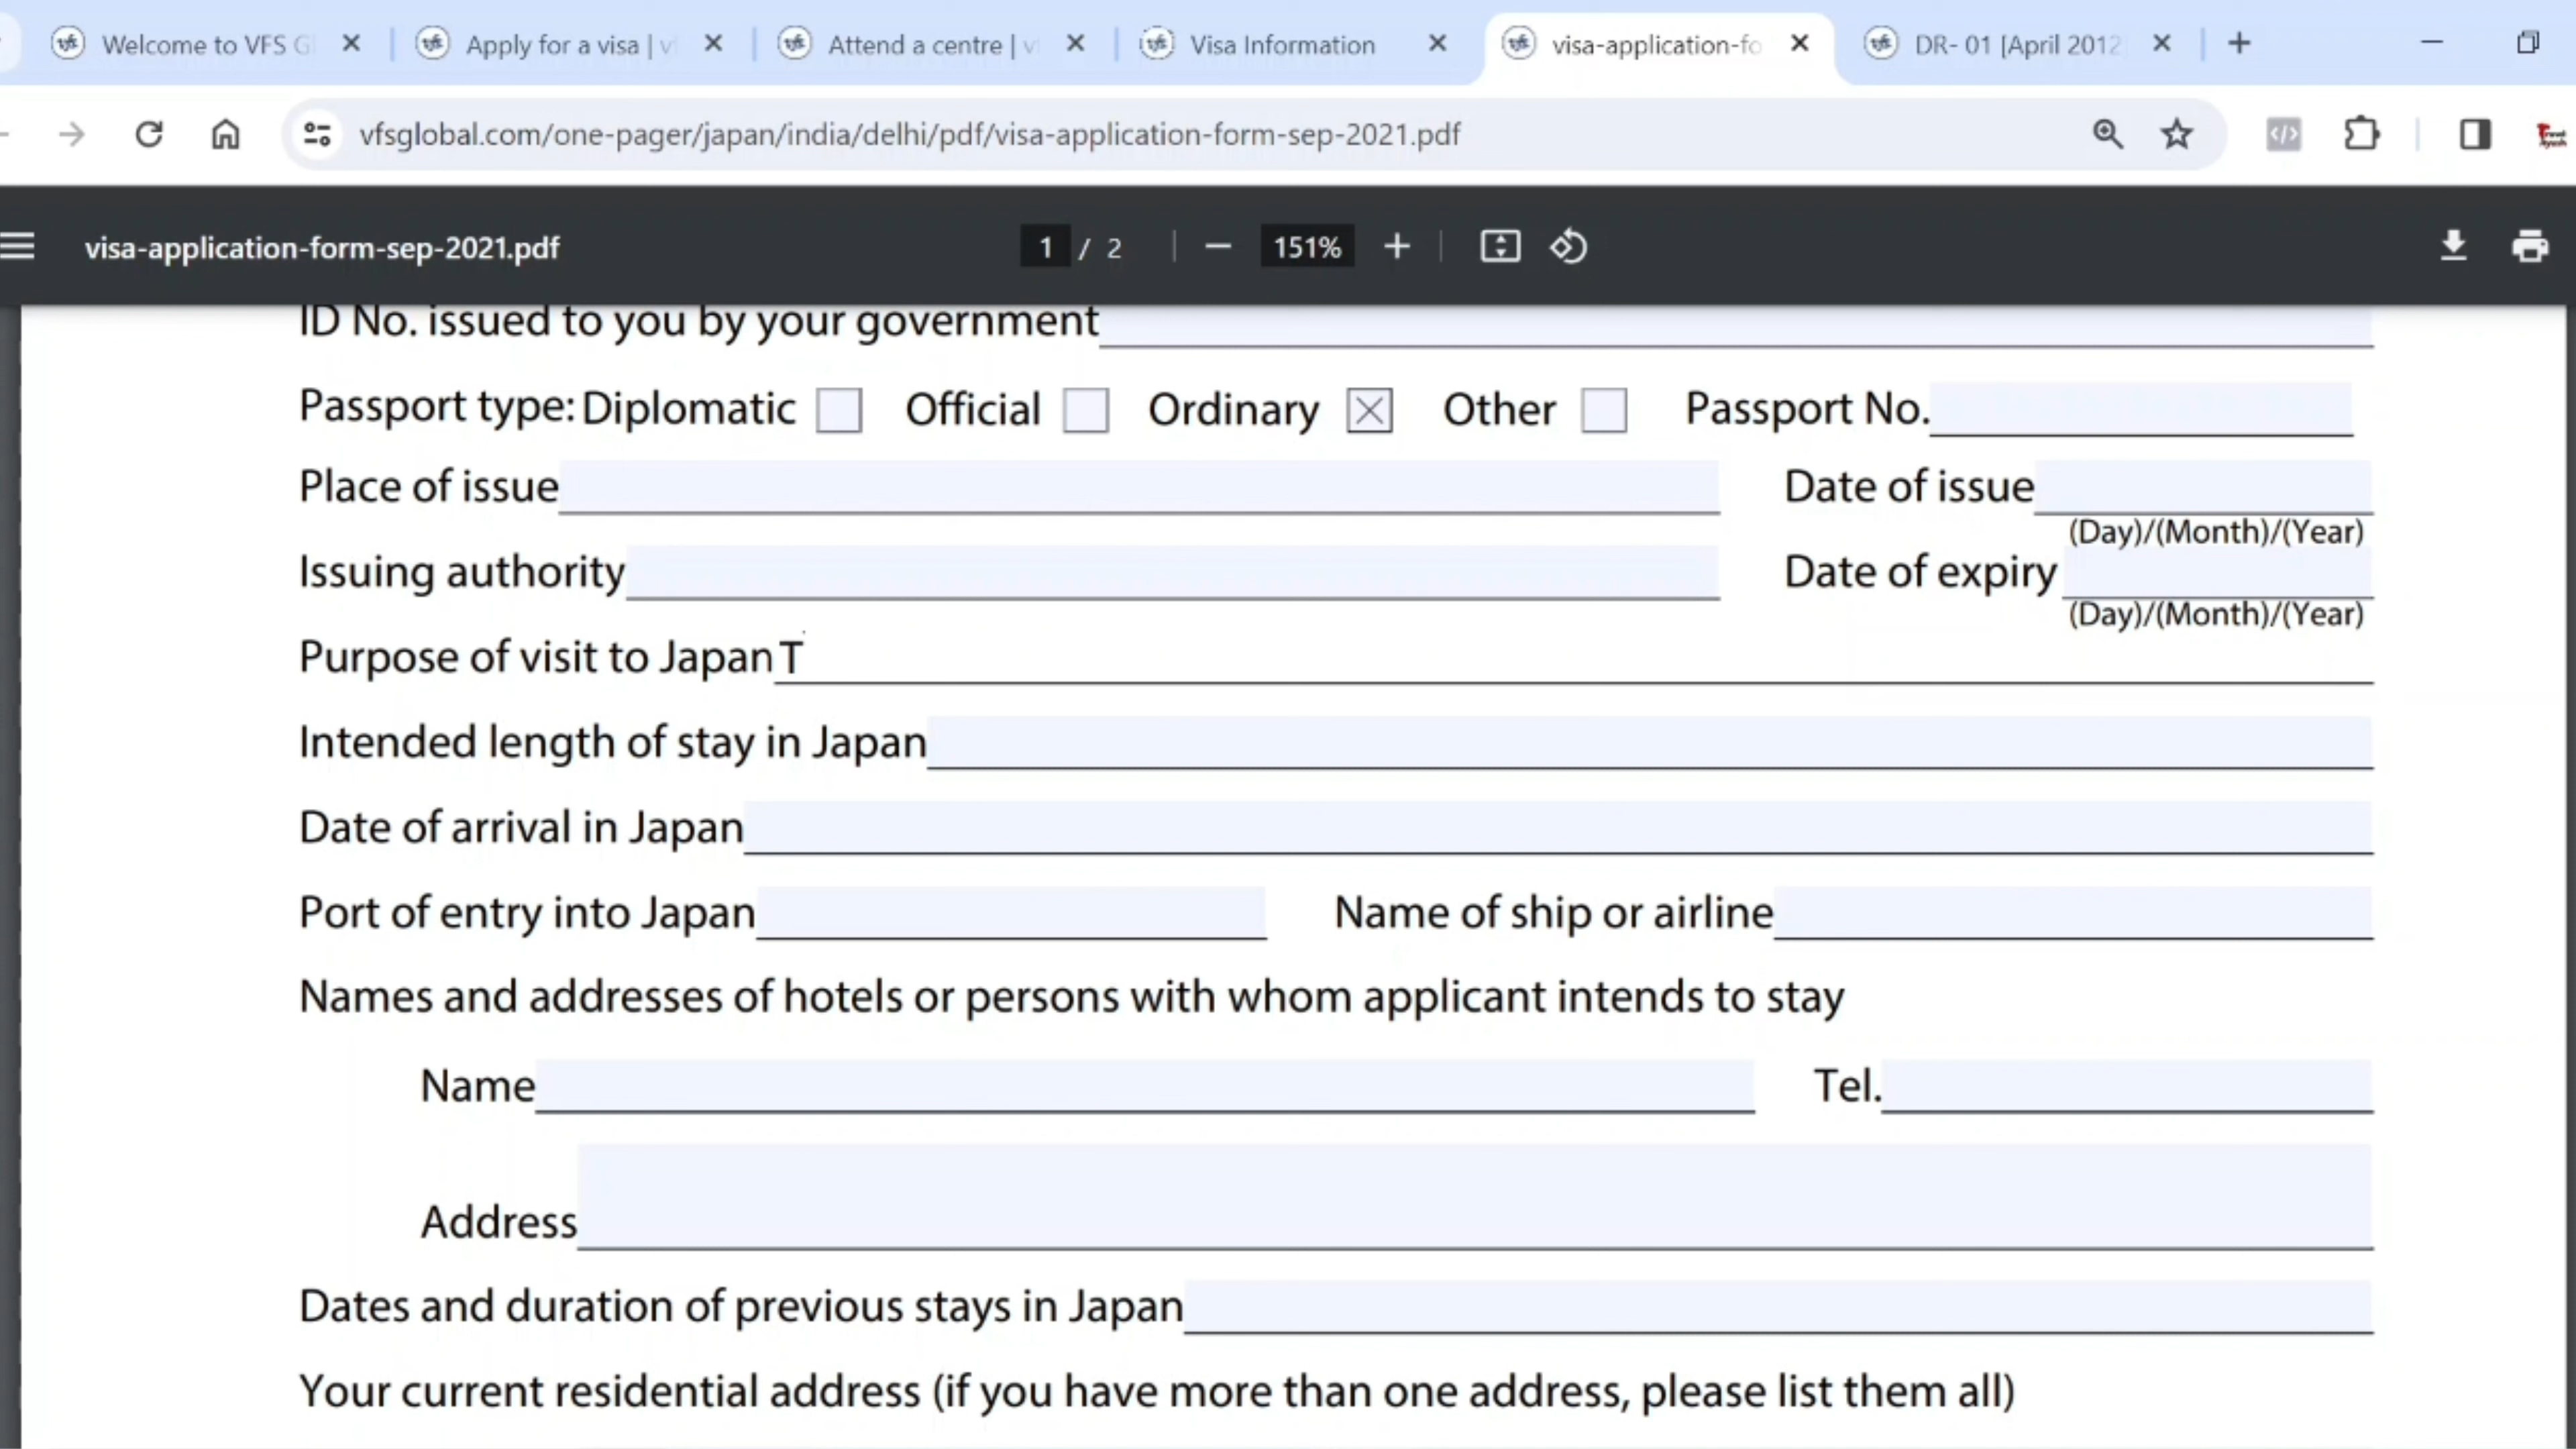 Welcome to VFS G
Apply for a visa | v
Attend a centre | v
Visa Information
visa-application-fo
DR- 01 [April 2012
vfsglobal.com/one-pager/japan/india/delhi/pdf/visa-application-form-sep-2021.pdf
visa-application-form-sep-2021.pdf
1 / 2
151%
ID No. issued to you by your government
Passport type: Diplomatic Official Ordinary Other Passport No.
Place of issue Date of issue
(Day)/(Month)/(Year)
Issuing authority Date of expiry
(Day)/(Month)/(Year)
Purpose of visit to Japan T
Intended length of stay in Japan
Date of arrival in Japan
Port of entry into Japan Name of ship or airline
Names and addresses of hotels or persons with whom applicant intends to stay
Name Tel.
Address
Dates and duration of previous stays in Japan
Your current residential address (if you have more than one address, please list them all)